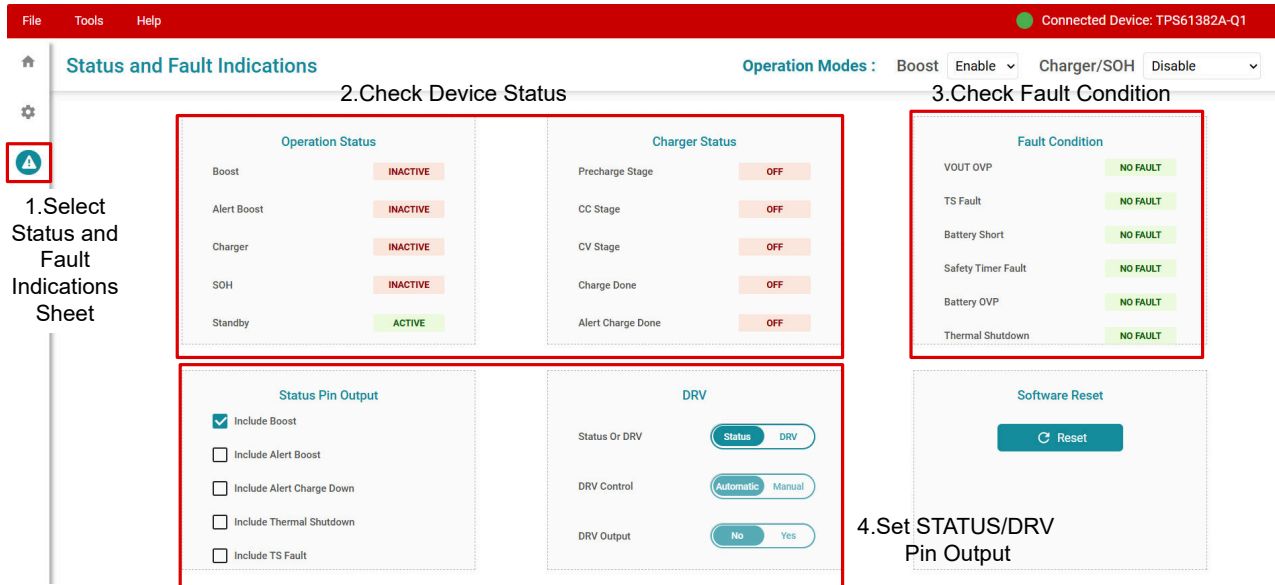 File Tools Help Connected Device: TPS61382A-Q1
Status and Fault Indications Operation Modes : Boost Enable Charger/SOH Disable
2.Check Device Status 3.Check Fault Condition
1.Select
Status and
Fault
Indications
Sheet
Operation Status
Boost INACTIVE
Alert Boost INACTIVE
Charger INACTIVE
SOH INACTIVE
Standby ACTIVE
Charger Status
Precharge Stage OFF
CC Stage OFF
CV Stage OFF
Charge Done OFF
Alert Charge Done OFF
Fault Condition
VOUT OVP NO FAULT
TS Fault NO FAULT
Battery Short NO FAULT
Safety Timer Fault NO FAULT
Battery OVP NO FAULT
Thermal Shutdown NO FAULT
Status Pin Output
Include Boost
Include Alert Boost
Include Alert Charge Down
Include Thermal Shutdown
Include TS Fault
DRV
Status Or DRV Status DRV
DRV Control Automatic Manual
DRV Output No Yes
Software Reset
Reset
4.Set STATUS/DRV
Pin Output